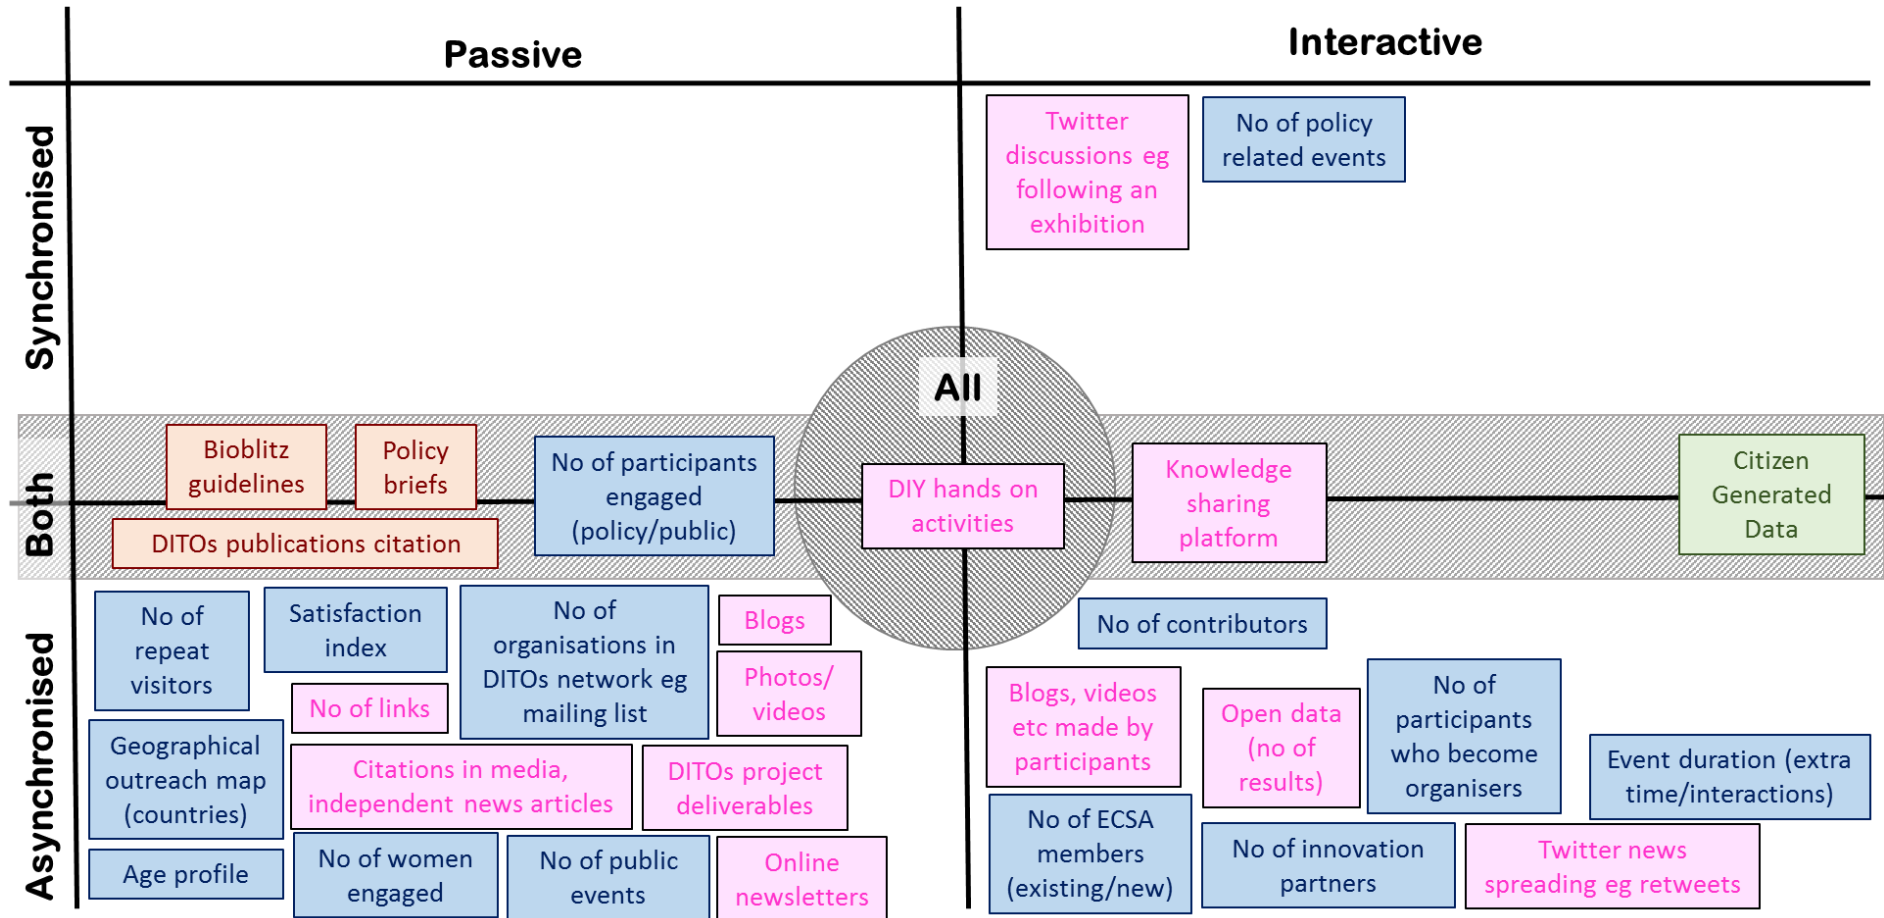 Passive
Interactive
Synchronised
Twitter
discussions eg
following an
exhibition
No of policy
related events
All
Both
Bioblitz
guidelines
Policy
briefs
DITOs publications citation
No of participants
engaged
(policy/public)
DIY hands on
activities
Knowledge
sharing
platform
Citizen
Generated
Data
Asynchronised
No of
repeat
visitors
Satisfaction
index
No of
organisations in
DITOs network eg
mailing list
Blogs
Photos/
videos
No of links
Geographical
outreach map
(countries)
Citations in media,
independent news articles
DITOs project
deliverables
Age profile
No of women
engaged
No of public
events
Online
newsletters
No of contributors
Blogs, videos
etc made by
participants
Open data
(no of
results)
No of
participants
who become
organisers
Event duration (extra
time/interactions)
No of ECSA
members
(existing/new)
No of innovation
partners
Twitter news
spreading eg retweets